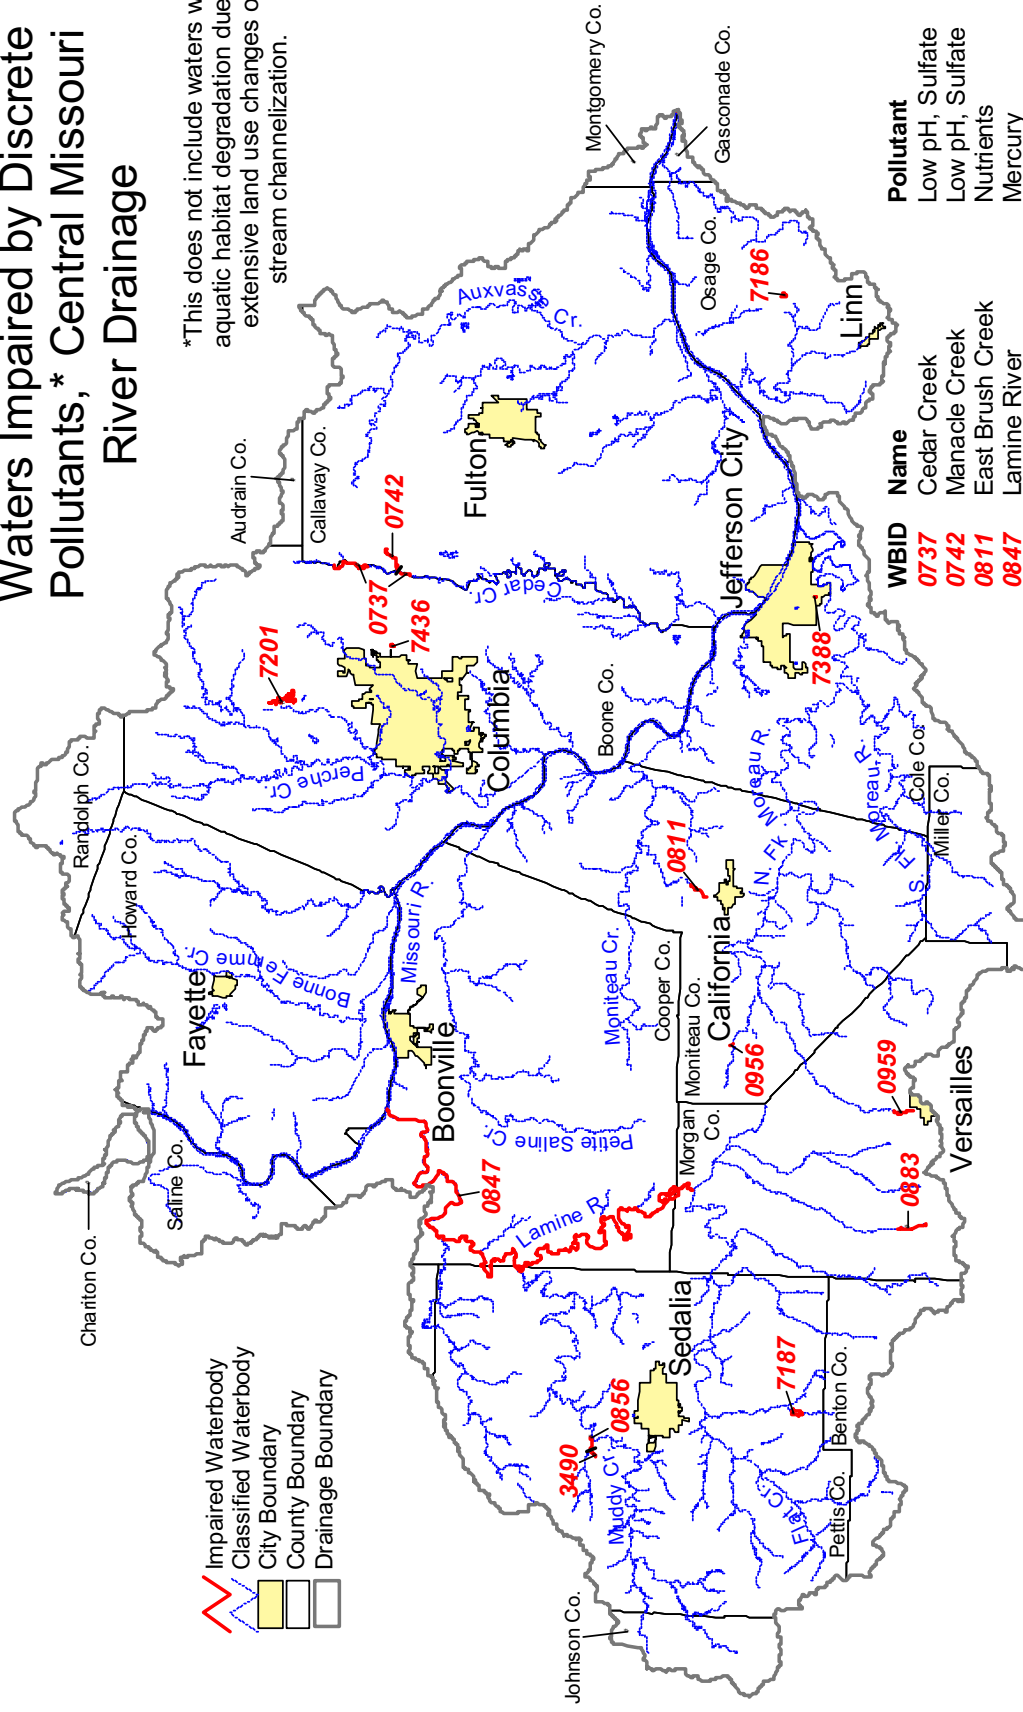 Waters Impaired by Discrete
Pollutants,* Central Missouri
River Drainage
*This does not include waters
aquatic habitat degradation due
extensive land use changes
stream channelization.
Impaired Waterbody
Classified Waterbody
City Boundary
County Boundary
Drainage Boundary
Chariton Co.
Saline Co.
Randolph Co.
Howard Co.
Audrain Co.
Callaway Co.
Montgomery Co.
Gasconade Co.
Osage Co.
Boone Co.
Cooper Co.
Moniteau Co.
Morgan
Co.
Cole Co.
Miller Co.
Johnson Co.
Pettis Co.
Benton Co.
Fayette
Boonville
Columbia
Fulton
Jefferson City
Linn
California
Versailles
Sedalia
Bonne Femme Cr.
Perche Cr.
Cedar Cr.
Auxvasse Cr.
Missouri R.
Petite Saline Cr.
Moniteau Cr.
Lamine R.
N. Fk. Moreau R.
S. Fk. Moreau R.
Muddy Cr.
Flat Cr.
7201
0737
0742
7436
7186
7388
0811
0956
0959
0883
0847
0856
3490
7187
WBID Name Pollutant
0737 Cedar Creek Low pH, Sulfate
0742 Manacle Creek Low pH, Sulfate
0811 East Brush Creek Nutrients
0847 Lamine River Mercury